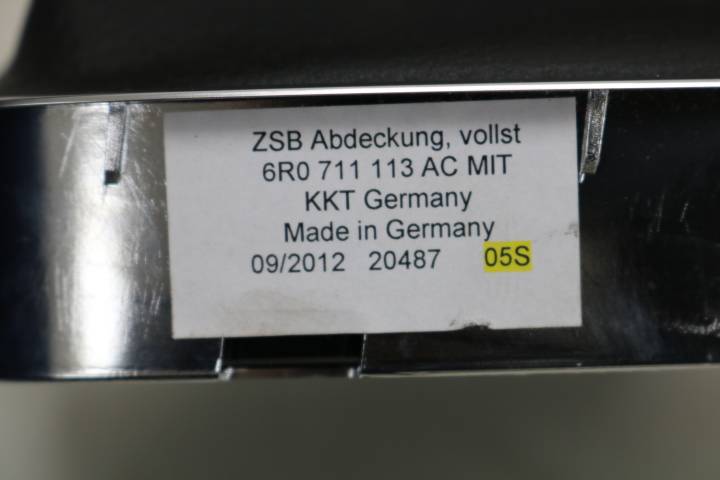 ZSB Abdeckung, vollst
6R0 711 113 AC MIT
KKT Germany
Made in Germany
09/2012 20487 05S